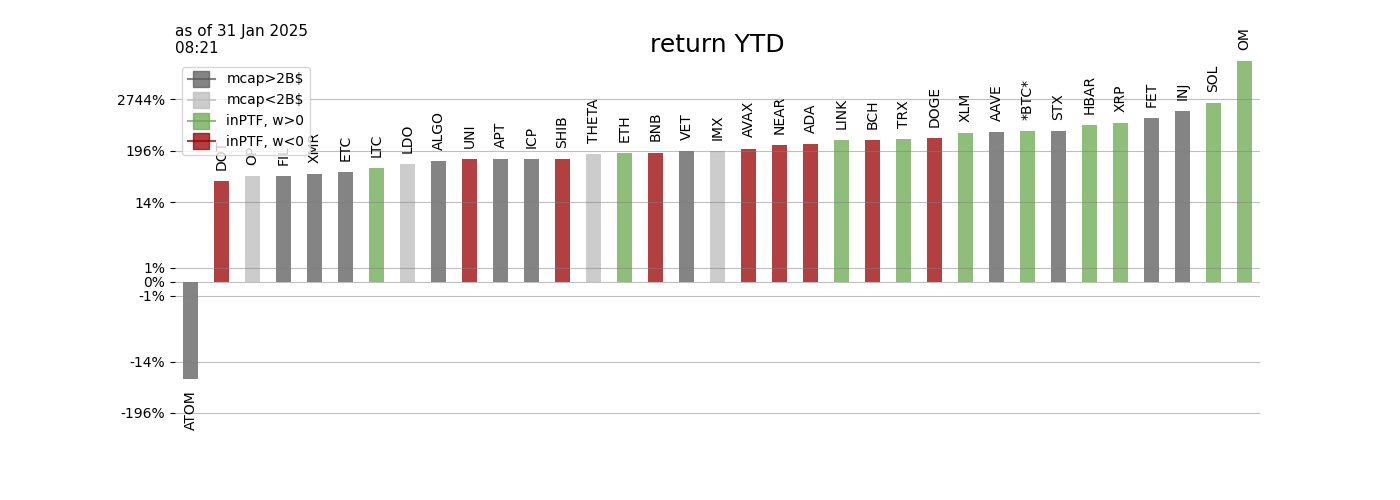 as of 31 Jan 2025
08:21
return YTD
mcap>2B$
mcap<2B$
inPTF, w>0
inPTF, w<0
2744%
196%
14%
1%
0%
-1%
-14%
-196%
ATOM
XMR
ETC
LTC
LDO
ALGO
UNI
APT
ICP
SHIB
THETA
ETH
BNB
VET
IMX
AVAX
NEAR
ADA
LINK
BCH
TRX
DOGE
XLM
AAVE
*BTC*
STX
HBAR
XRP
FET
INJ
SOL
OM